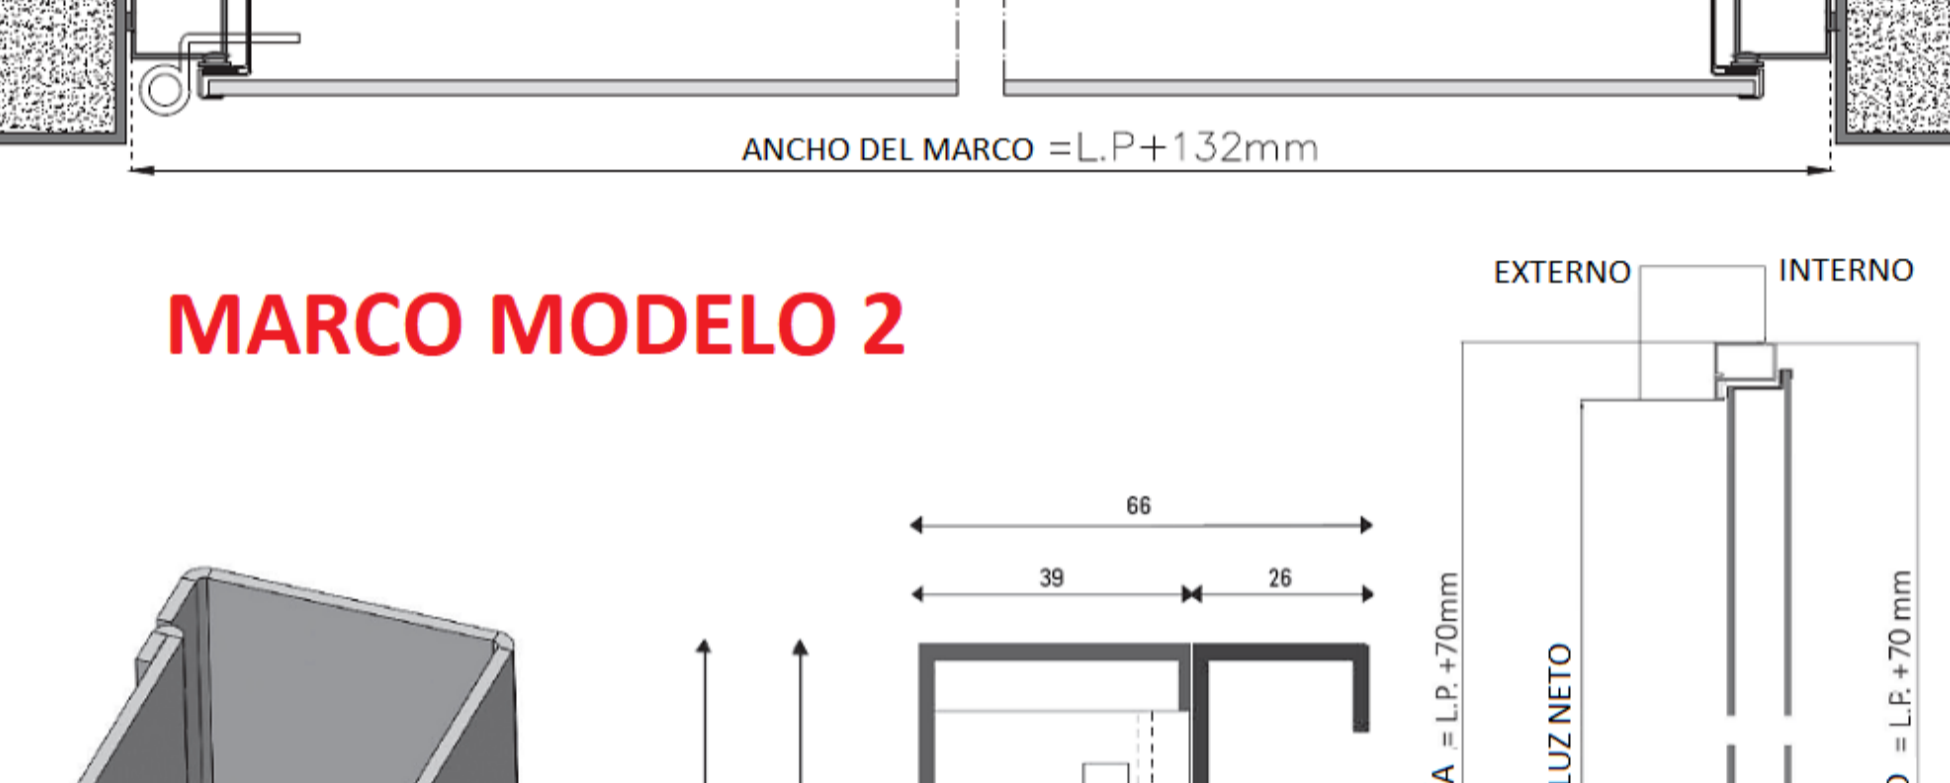 ANCHO DEL MARCO =L.P+132mm
EXTERNO
INTERNO
MARCO MODELO 2
66
39
26
A = L.P. +70mm
LUZ NETO
O = L.P. +70 mm